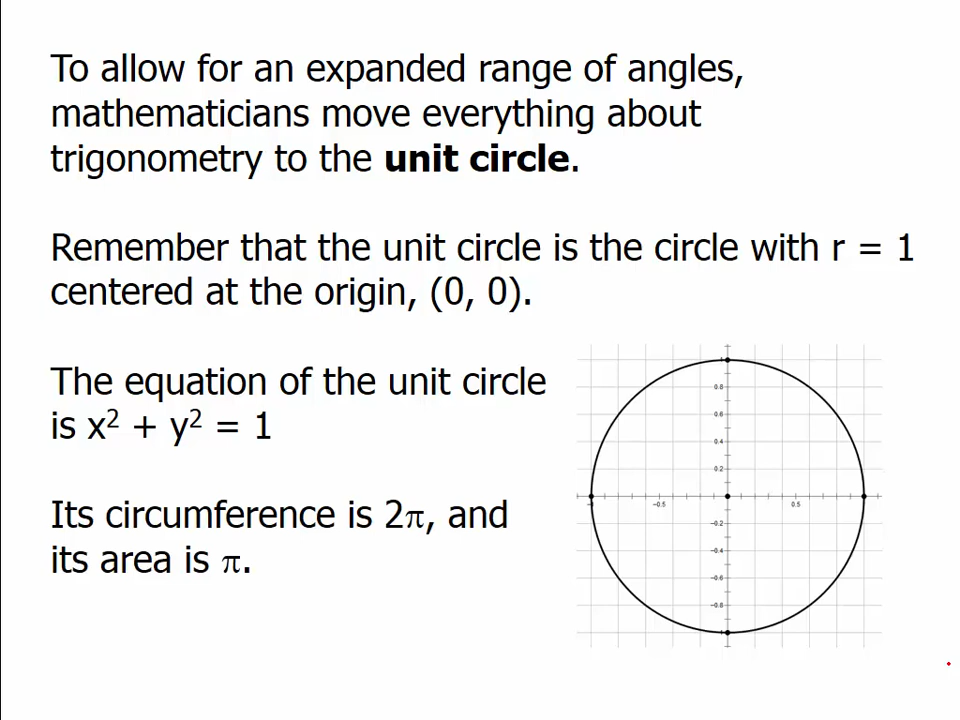 To allow for an expanded range of angles,
mathematicians move everything about
trigonometry to the unit circle.
Remember that the unit circle is the circle with r = 1
centered at the origin, (0, 0).
The equation of the unit circle
is x² + y² = 1
Its circumference is 2π, and
its area is π.
0.8
0.6
0.4
0.2
-0.5
0.5
-0.2
-0.4
-0.6
-0.8